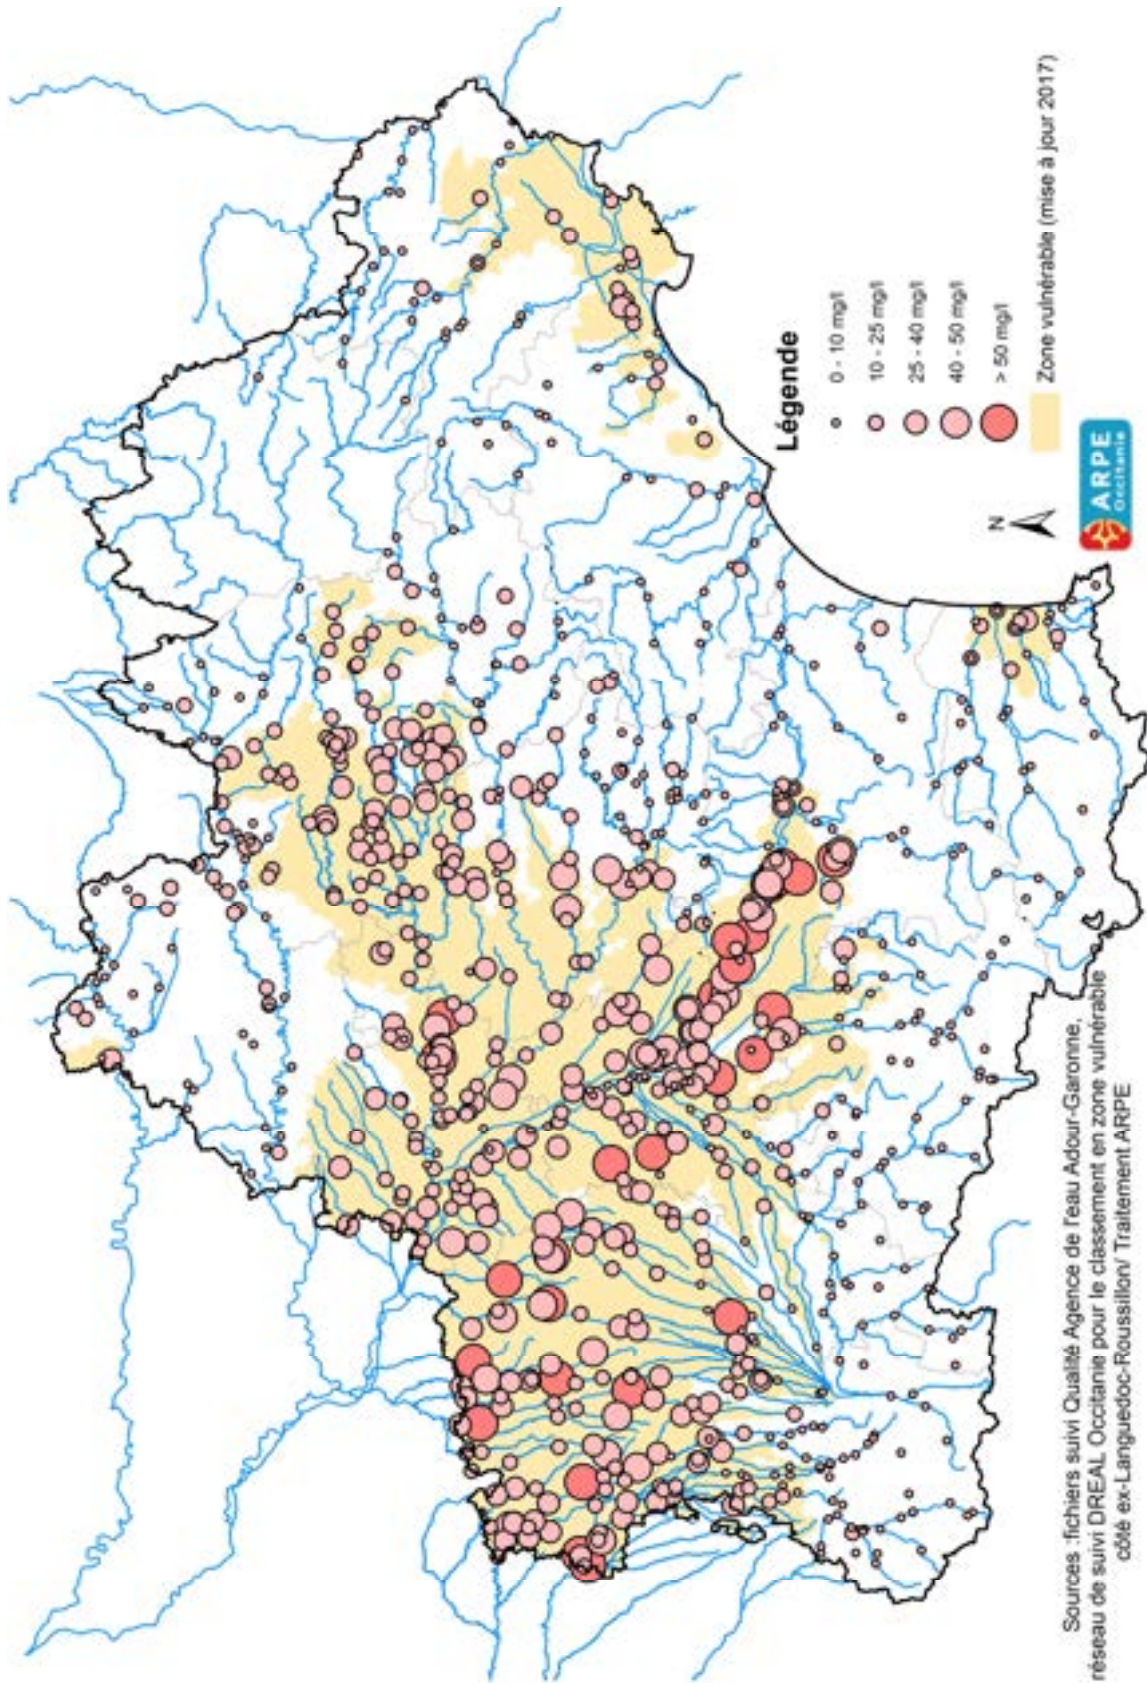 Légende
0 - 10 mg/l
10 - 25 mg/l
25 - 40 mg/l
40 - 50 mg/l
> 50 mg/l
Zone vulnérable (mise à jour 2017)
N
ARPE
Occitanie
Sources :fichiers suivi Qualité Agence de l'eau Adour-Garonne,
réseau de suivi DREAL Occitanie pour le classement en zone vulnérable
côté ex-Languedoc-Roussillon/ Traitement ARPE